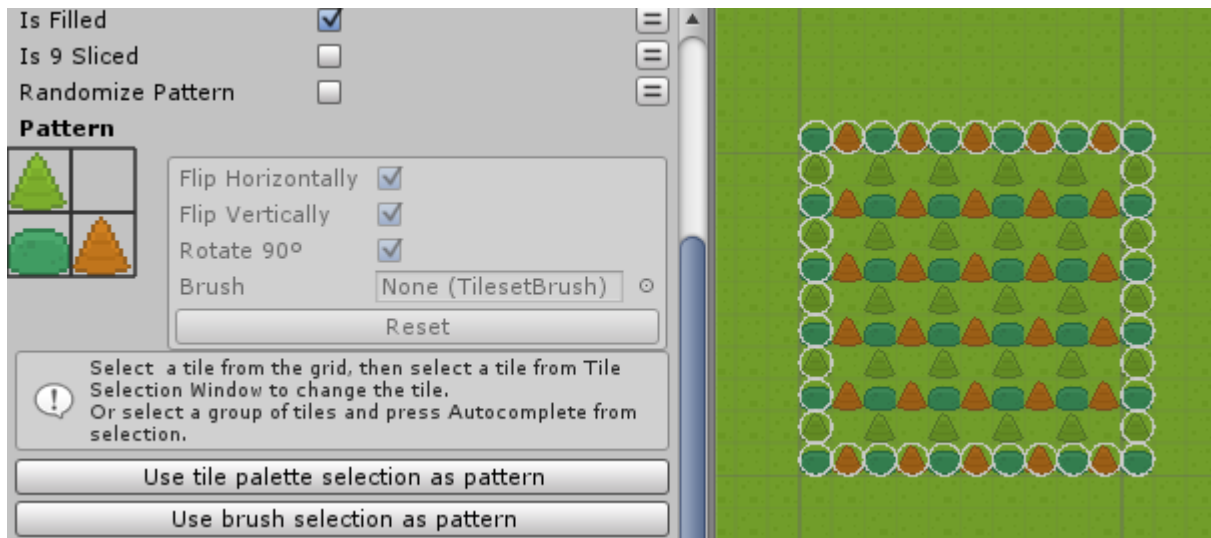 Is Filled
Is 9 Sliced
Randomize Pattern
Pattern
Flip Horizontally
Flip Vertically
Rotate 90º
Brush None (TilesetBrush)
Reset
Select a tile from the grid, then select a tile from Tile
Selection Window to change the tile.
Or select a group of tiles and press Autocomplete from
selection.
Use tile palette selection as pattern
Use brush selection as pattern